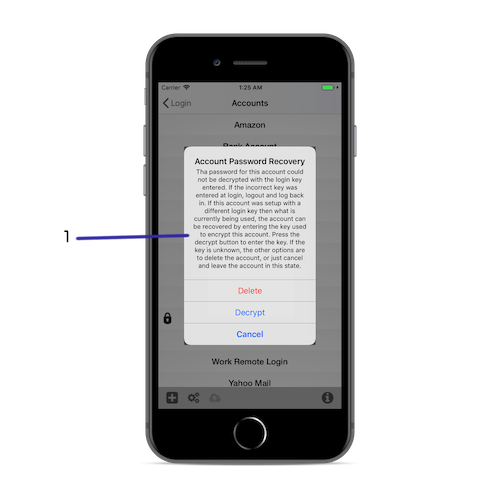 Carrier 1:25 AM
Login Accounts
Amazon
Bank Account
Account Password Recovery
Tha password for this account could
not be decrypted with the login key
entered. If the incorrect key was
entered at login, logout and log back
in. If this account was setup with a
different login key then what is
currently being used, the account can
be recovered by entering the key used
to encrypt this account. Press the
decrypt button to enter the key. If the
key is unknown, the other options are
to delete the account, or just cancel
and leave the account in this state.
1
Delete
Decrypt
Cancel
Work Remote Login
Yahoo Mail